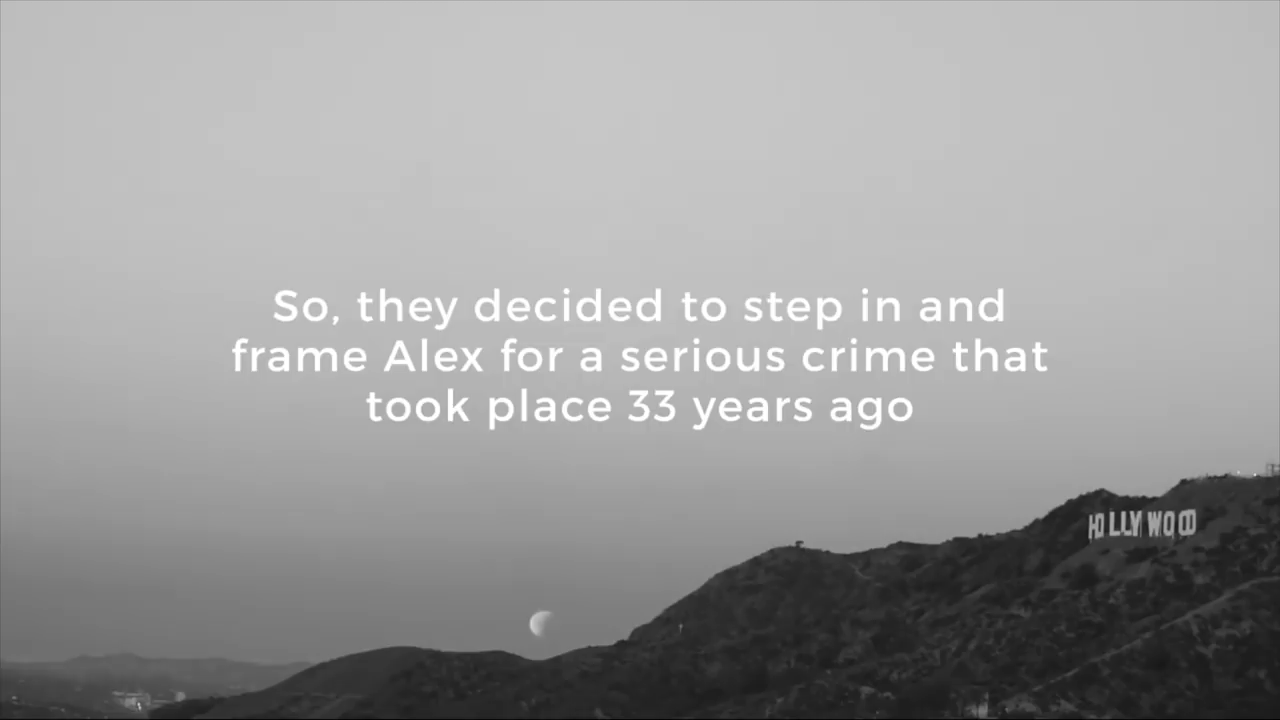 So, they decided to step in and
frame Alex for a serious crime that
took place 33 years ago
HOLLYWOOD